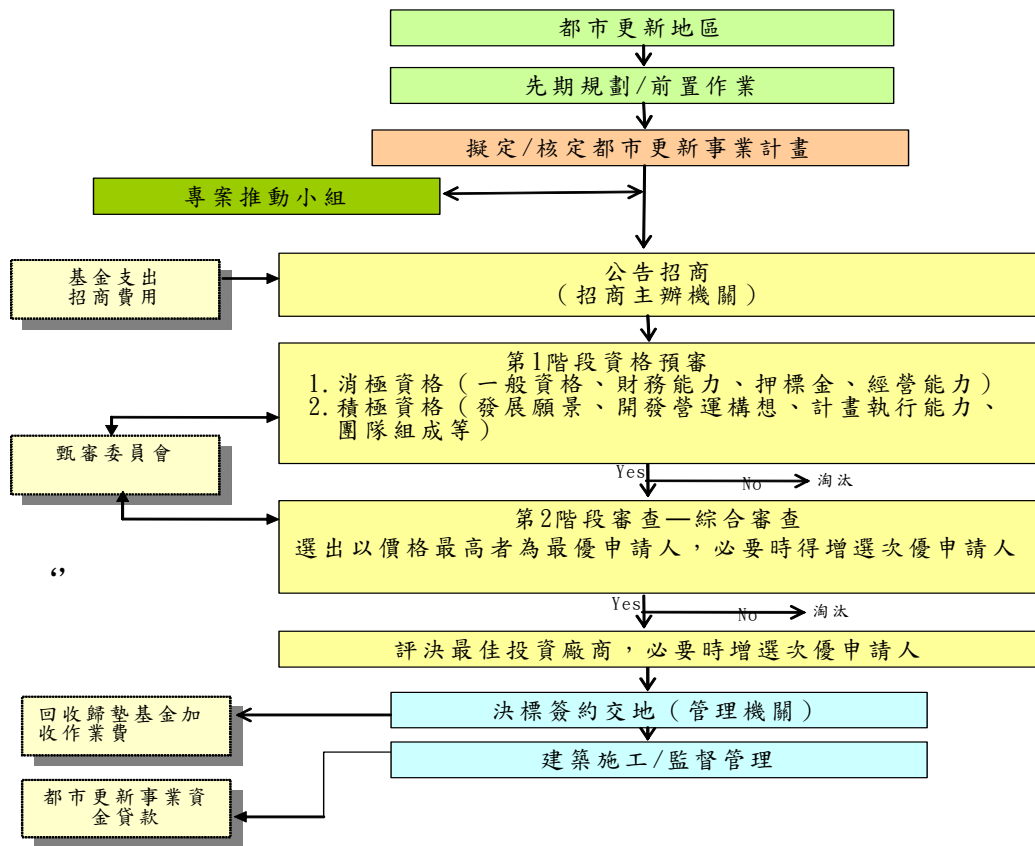 都市更新地區
先期規劃/前置作業
擬定/核定都市更新事業計畫
專案推動小組
基金支出
招商費用
公告招商
(招商主辦機關)
第1階段資格預審
1. 消極資格(一般資格、財務能力、押標金、經營能力)
2. 積極資格(發展願景、開發營運構想、計畫執行能力、
團隊組成等)
甄審委員會
Yes
No
淘汰
第2階段審查—綜合審查
選出以價格最高者為最優申請人,必要時得增選次優申請人
‘’
Yes
No
淘汰
評決最佳投資廠商,必要時增選次優申請人
回收歸墊基金加
收作業費
決標簽約交地(管理機關)
建築施工/監督管理
都市更新事業資
金貸款